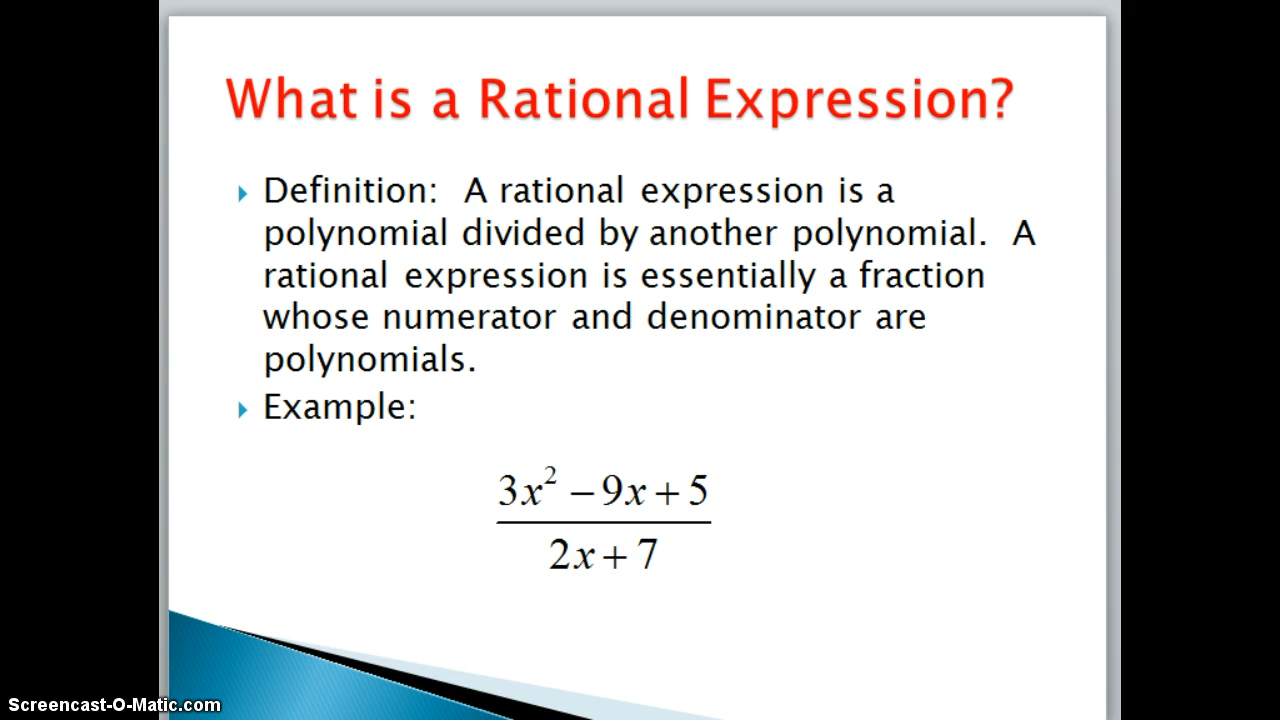 What is a Rational Expression?
Definition: A rational expression is a
polynomial divided by another polynomial. A
rational expression is essentially a fraction
whose numerator and denominator are
polynomials.
Example:
3x² − 9x + 5
2x + 7
Screencast-O-Matic.com